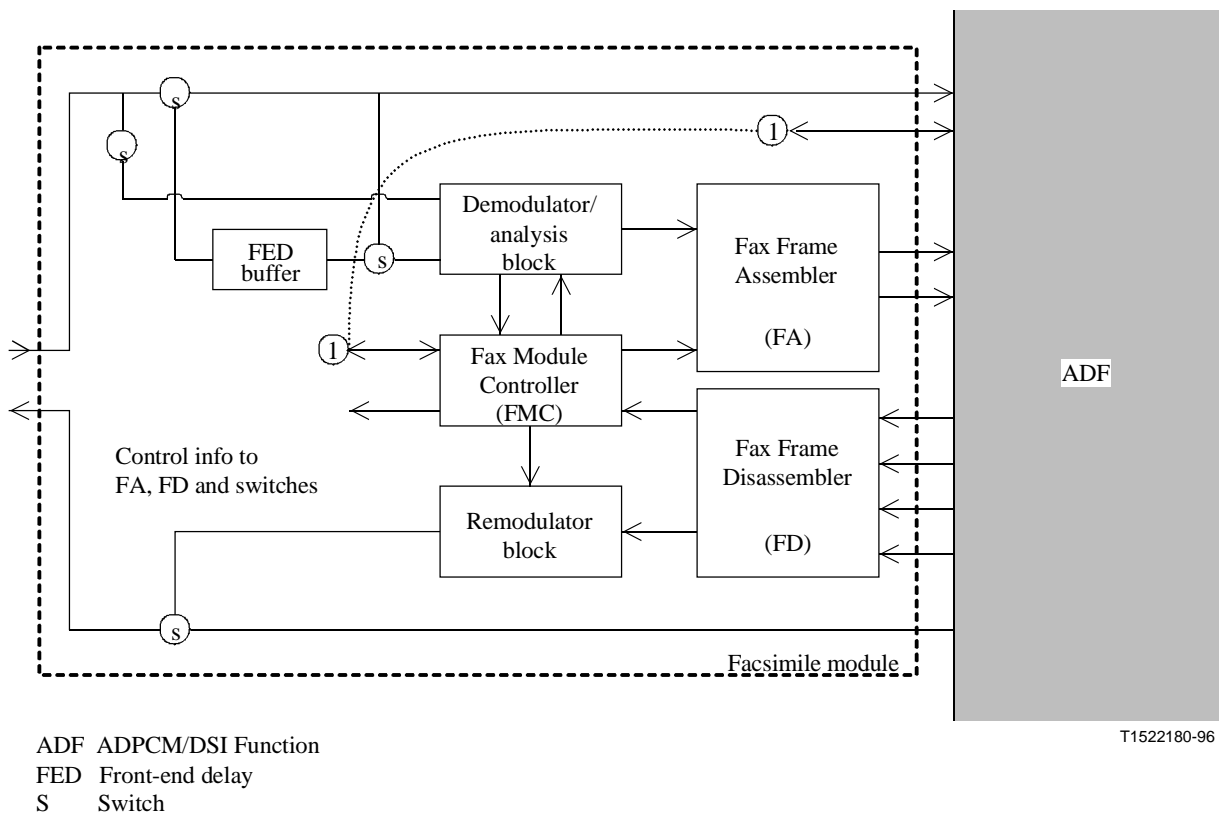 s
1
s
Demodulator/
analysis
block
Fax Frame
Assembler
(FA)
FED
buffer
s
1
Fax Module
Controller
(FMC)
ADF
Control info to
FA, FD and switches
Fax Frame
Disassembler
(FD)
Remodulator
block
s
Facsimile module
T1522180-96
ADF ADPCM/DSI Function
FED Front-end delay
S Switch